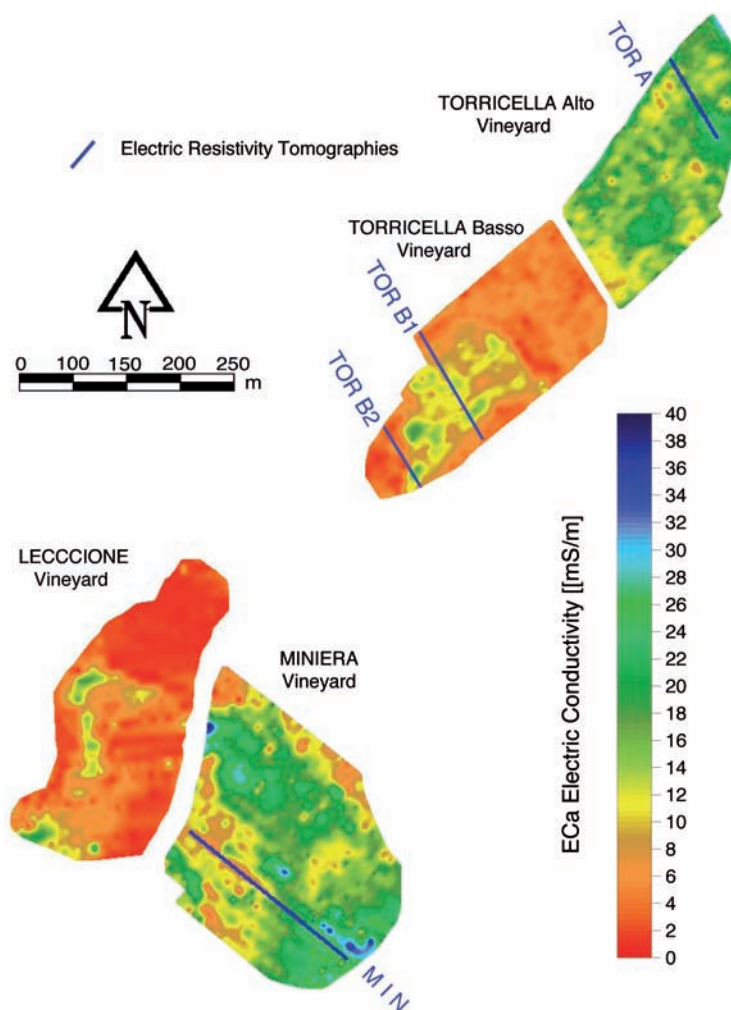 TOR A
TORRICELLA Alto
Vineyard
Electric Resistivity Tomographies
TORRICELLA Basso
Vineyard
TOR B1
TOR B2
N
0 100 150 200 250
m
40
38
36
34
32
30
28
26
24
22
20
18
16
14
12
10
8
6
4
2
0
ECa Electric Conductivity [[mS/m]
LECCCIONE
Vineyard
MINIERA
Vineyard
M I N